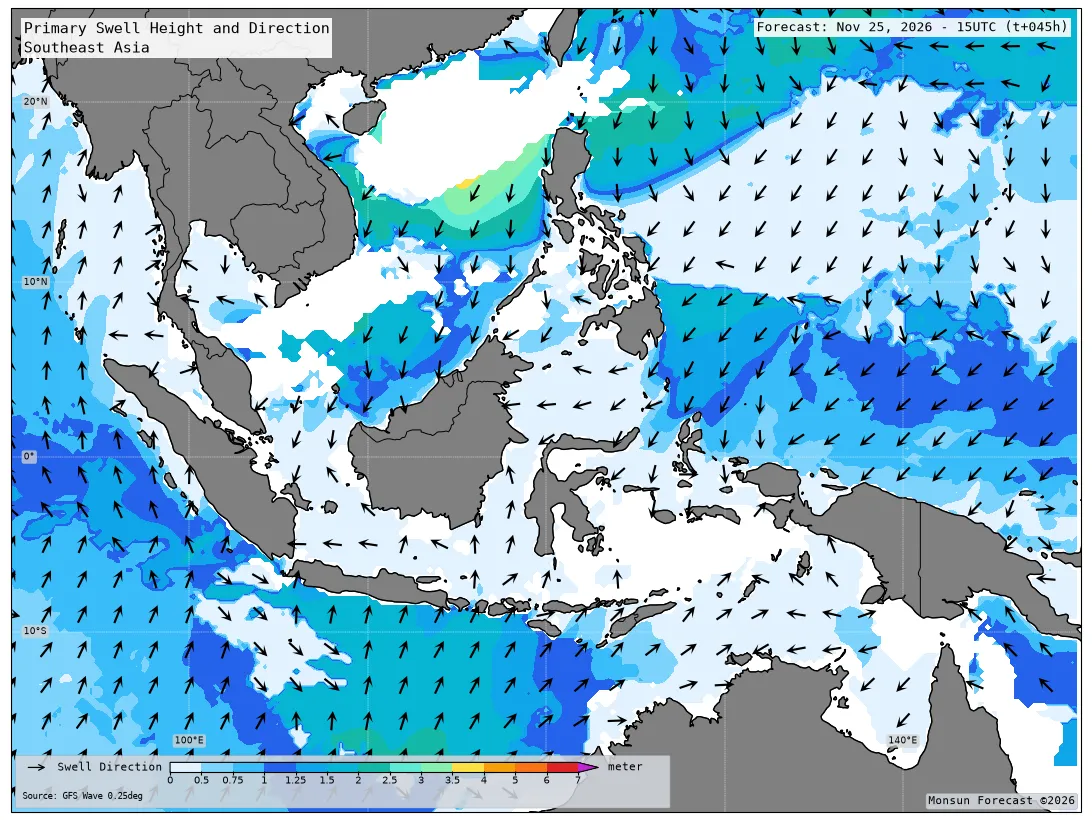 Primary Swell Height and Direction
Southeast Asia
Forecast: Nov 25, 2026 - 15UTC (t+045h)
20°N
10°N
0°
10°S
100°E
140°E
Swell Direction
0 0.5 0.75 1 1.25 1.5 2 2.5 3 3.5 4 5 6 7
meter
Source: GFS Wave 0.25deg
Monsun Forecast ©2026